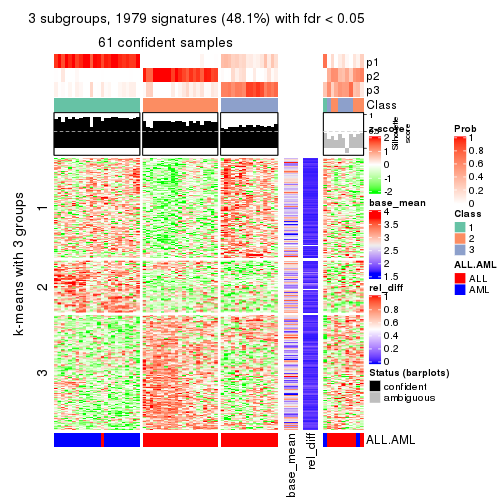 3 subgroups, 1979 signatures (48.1%) with fdr < 0.05
61 confident samples
p1
p2
p3
Class
1
0.5
0
Silhouette
score
k-means with 3 groups
1
2
3
base_mean
rel_diff
ALL.AML
z-score
2
1
0
-1
-2
base_mean
4
3.5
3
2.5
2
1.5
rel_diff
1
0.8
0.6
0.4
0.2
0
Status (barplots)
confident
ambiguous
Prob
1
0.8
0.6
0.4
0.2
0
Class
1
2
3
ALL.AML
ALL
AML